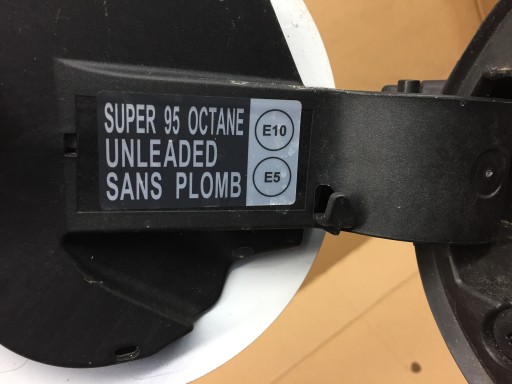 SUPER 95 OCTANE
UNLEADED
SANS PLOMB
E10
E5